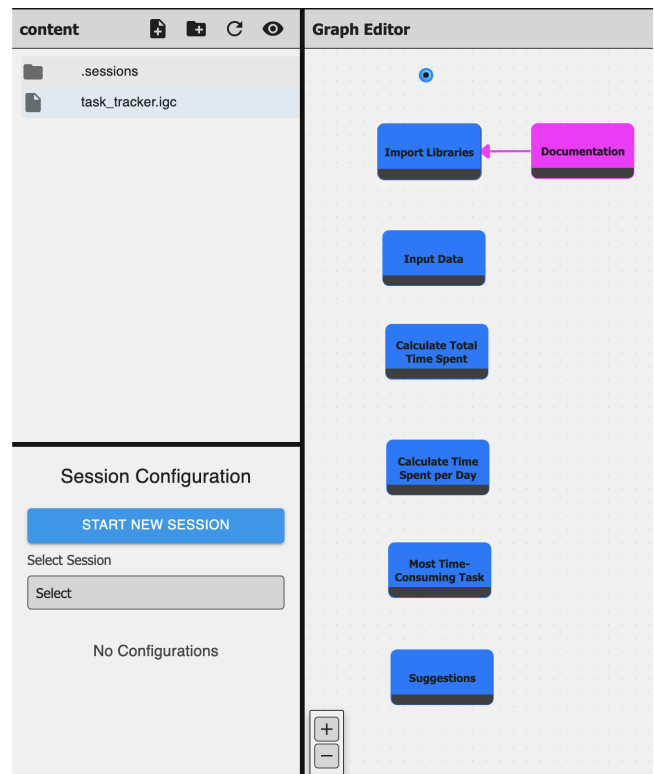 content
.sessions
task_tracker.igc
Session Configuration
START NEW SESSION
Select Session
Select
No Configurations
Graph Editor
Import Libraries
Documentation
Input Data
Calculate Total
Time Spent
Calculate Time
Spent per Day
Most Time-
Consuming Task
Suggestions
+
−